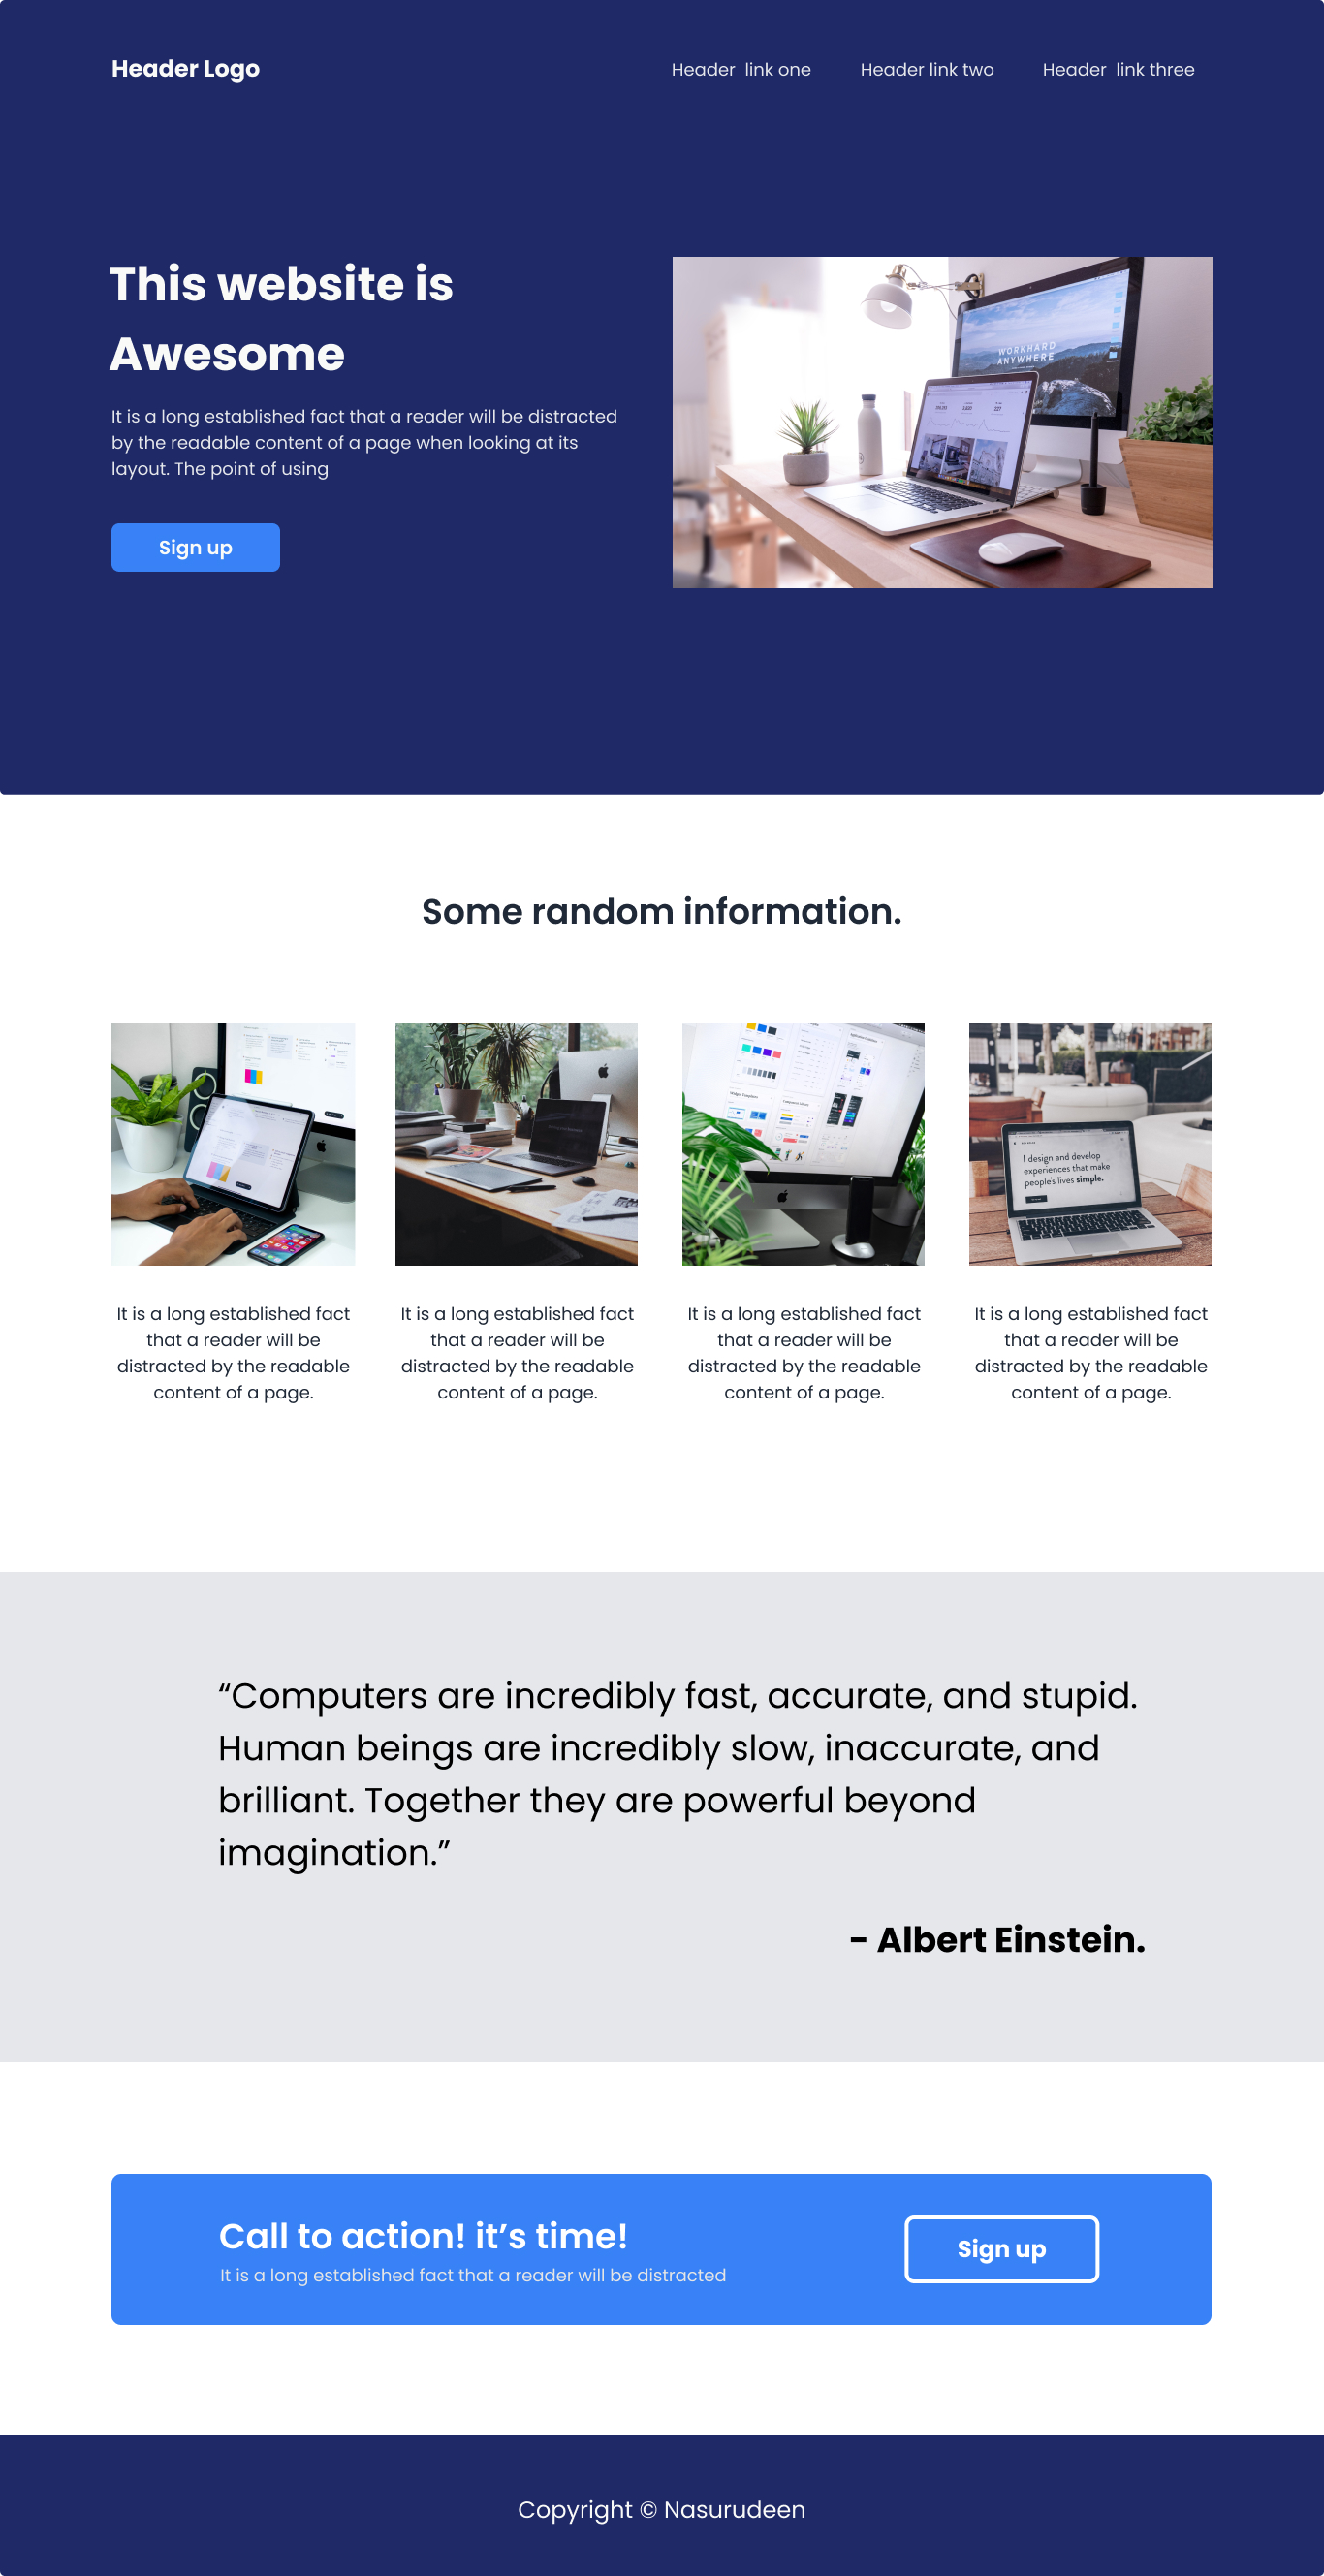 Header Logo
Header  link one
Header link two
Header  link three
This website is
Awesome
It is a long established fact that a reader will be distracted
by the readable content of a page when looking at its
layout. The point of using
Sign up
WORKHARD
ANYWHERE
Some random information.
I design and develop
experiences that make
people's lives simple.
It is a long established fact
that a reader will be
distracted by the readable
content of a page.
It is a long established fact
that a reader will be
distracted by the readable
content of a page.
It is a long established fact
that a reader will be
distracted by the readable
content of a page.
It is a long established fact
that a reader will be
distracted by the readable
content of a page.
“Computers are incredibly fast, accurate, and stupid.
Human beings are incredibly slow, inaccurate, and
brilliant. Together they are powerful beyond
imagination.”
- Albert Einstein.
Call to action! it’s time!
It is a long established fact that a reader will be distracted
Sign up
Copyright © Nasurudeen